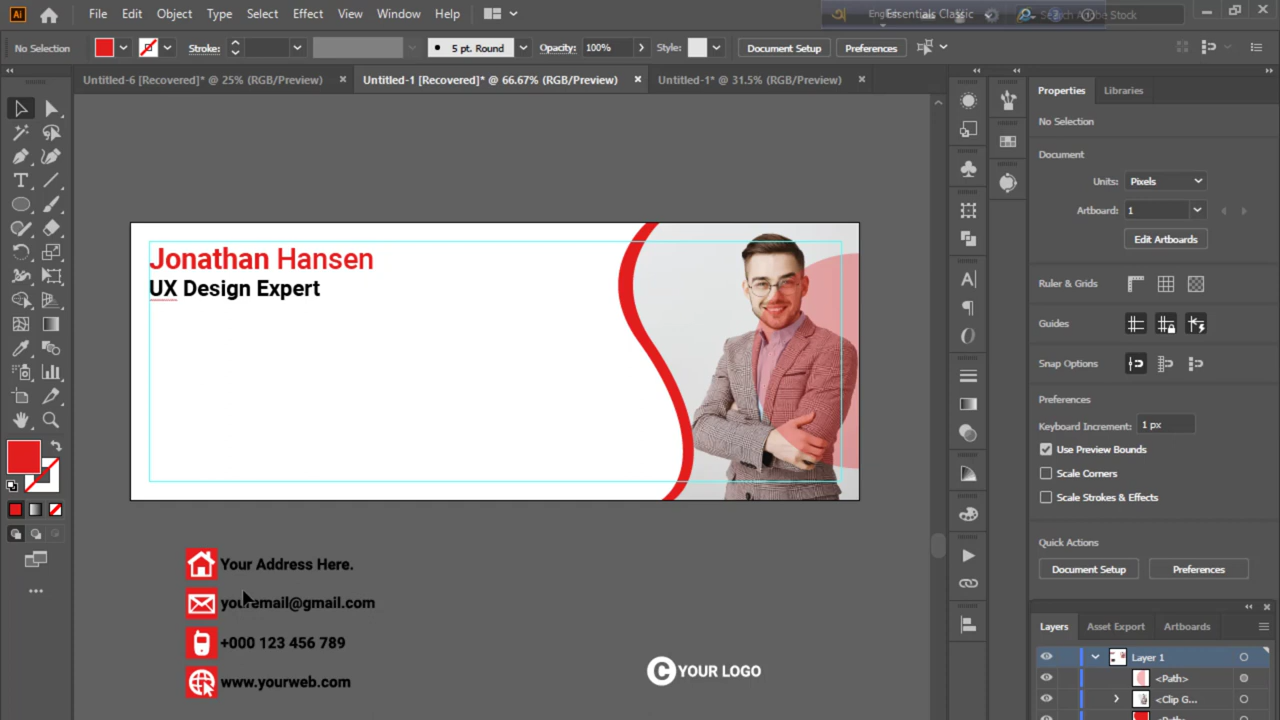 Ai File Edit Object Type Select Effect View Window Help Essentials Classic Search Adobe Stock
No Selection Stroke: 5 pt. Round Opacity: 100% Style: Document Setup Preferences
Untitled-6 [Recovered]* @ 25% (RGB/Preview) Untitled-1 [Recovered]* @ 66.67% (RGB/Preview) Untitled-1* @ 31.5% (RGB/Preview)
Properties Libraries
No Selection
Document
Units: Pixels
Artboard: 1
Edit Artboards
Ruler & Grids
Guides
Snap Options
Preferences
Keyboard Increment: 1 px
Use Preview Bounds
Scale Corners
Scale Strokes & Effects
Quick Actions
Document Setup Preferences
Layers Asset Export Artboards
Layer 1
<Path>
<Clip G...
Jonathan Hansen
UX Design Expert
Your Address Here.
youremail@gmail.com
+000 123 456 789
www.yourweb.com
C YOUR LOGO